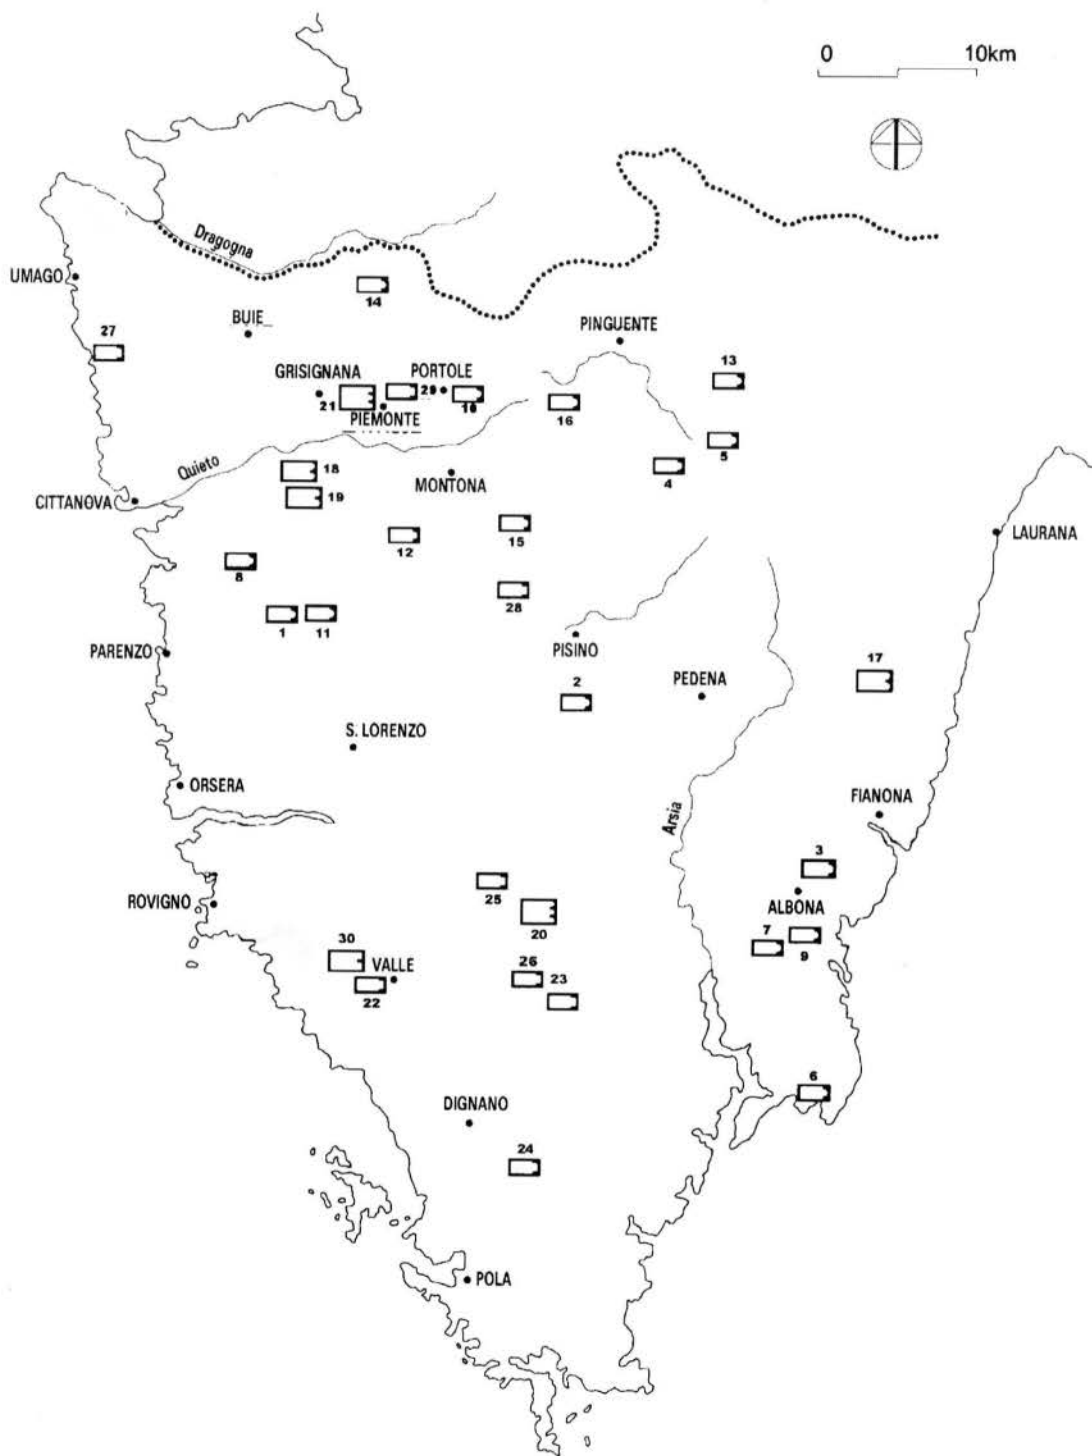 0 10km
Dragogna
UMAGO
14
BUIE
PINGUENTE
27
13
GRISIGNANA
PORTOLE
29
21
10
PIEMONTE
16
5
Quieto
18
4
MONTONA
CITTANOVA
19
15
LAURANA
12
8
28
1
11
PISINO
PARENZO
17
2
PEDENA
S. LORENZO
ORSERA
FIANONA
Arsia
3
25
ROVIGNO
ALBONA
20
7
9
30
VALLE
26
23
22
6
DIGNANO
24
POLA